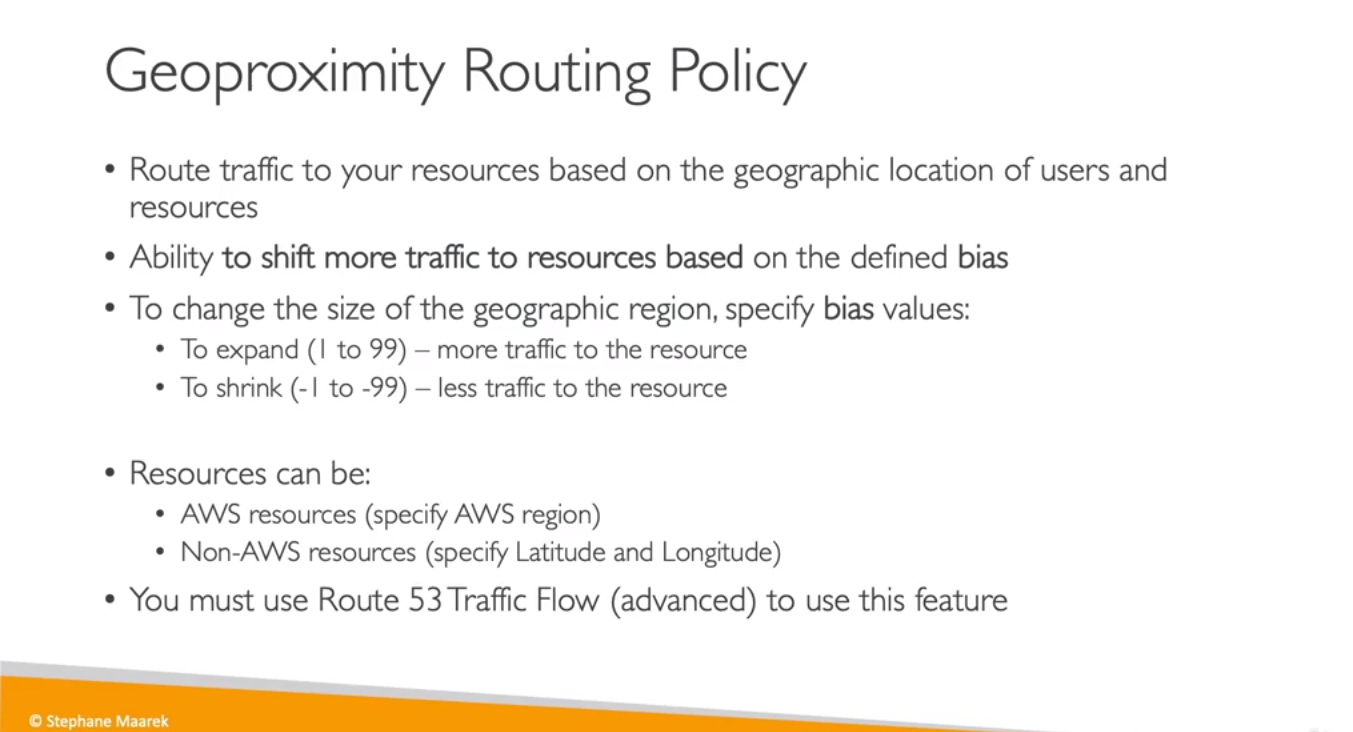 Geoproximity Routing Policy
• Route traffic to your resources based on the geographic location of users and
resources
• Ability to shift more traffic to resources based on the defined bias
• To change the size of the geographic region, specify bias values:
• To expand (1 to 99) – more traffic to the resource
• To shrink (-1 to -99) – less traffic to the resource
• Resources can be:
• AWS resources (specify AWS region)
• Non-AWS resources (specify Latitude and Longitude)
• You must use Route 53 Traffic Flow (advanced) to use this feature
© Stephane Maarek